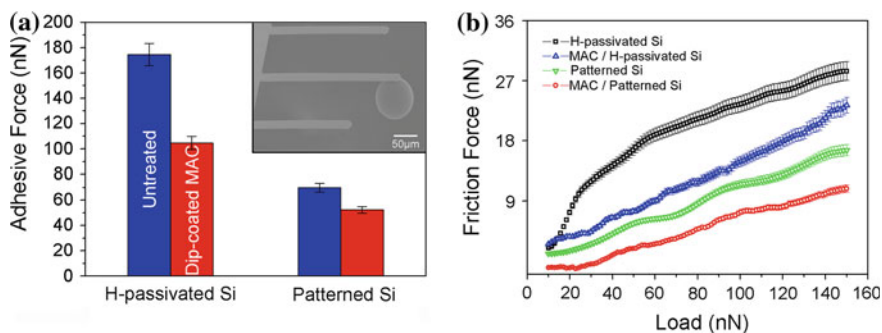 (a)
200
180
160
140
120
100
80
60
40
20
0
Adhesive Force (nN)
Untreated
Dip-coated MAC
50μm
H-passivated Si
Patterned Si
(b)
36
27
18
9
Friction Force (nN)
H-passivated Si
MAC / H-passivated Si
Patterned Si
MAC / Patterned Si
0 20 40 60 80 100 120 140 160
Load (nN)